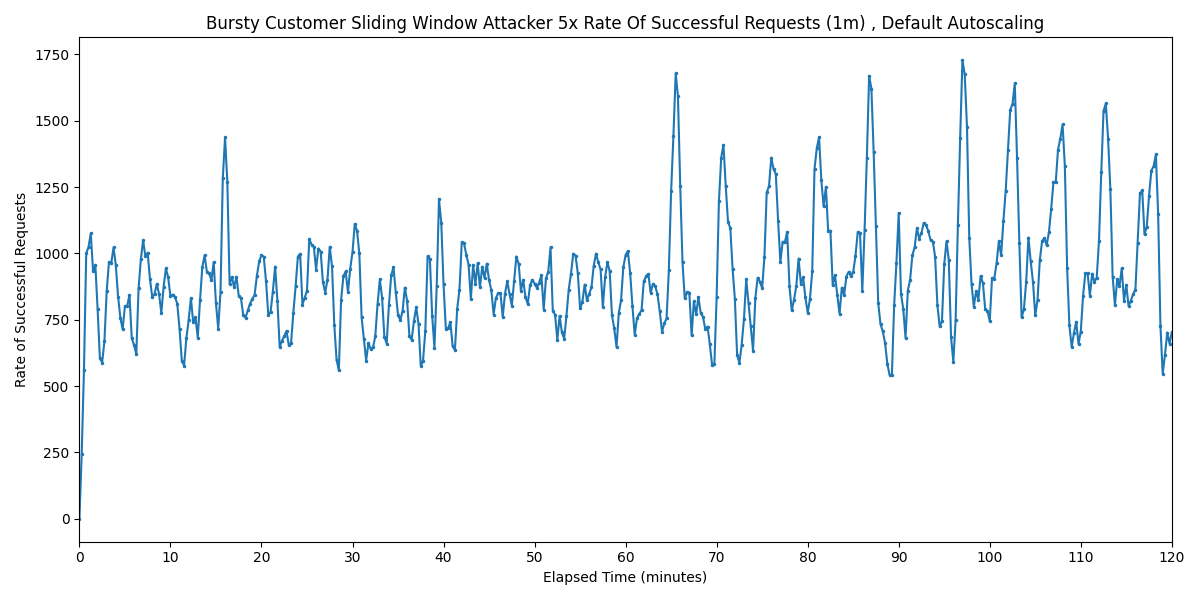 Bursty Customer Sliding Window Attacker 5x Rate Of Successful Requests (1m) , Default Autoscaling
Rate of Successful Requests
1750
1500
1250
1000
750
500
250
0
0 10 20 30 40 50 60 70 80 90 100 110 120
Elapsed Time (minutes)